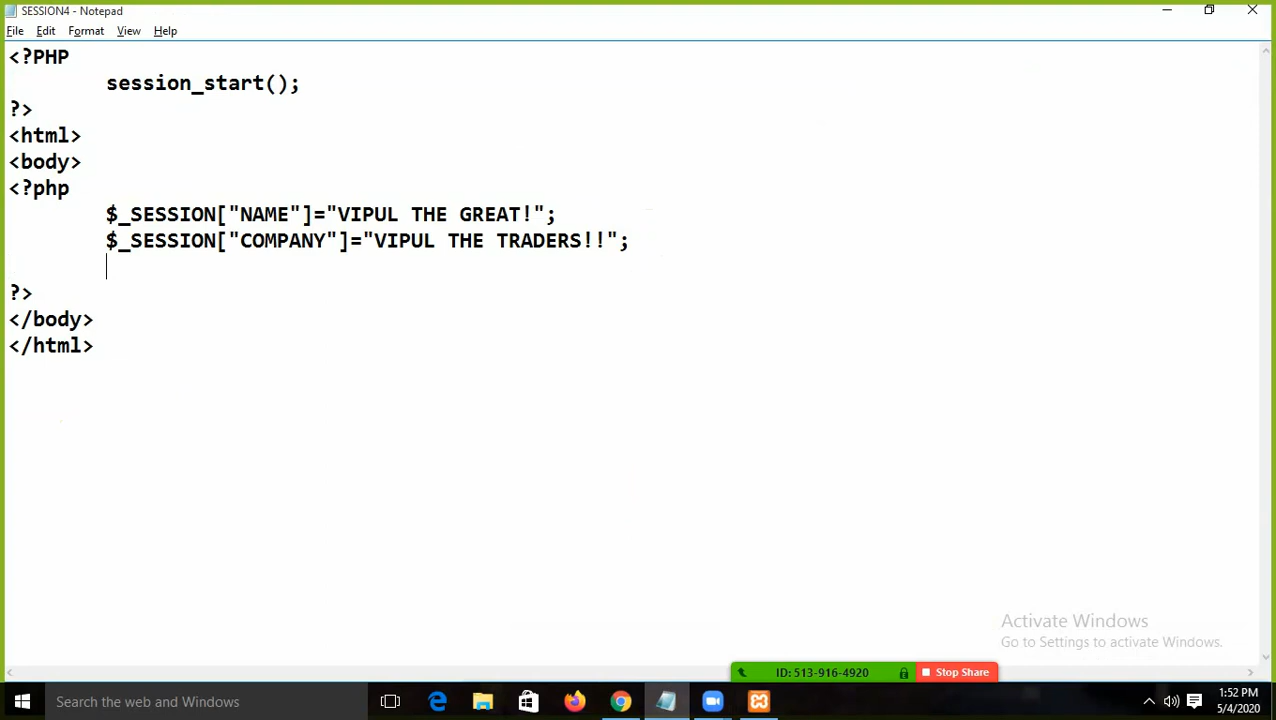 SESSION4 - Notepad
File Edit Format View Help
<?PHP
session_start();
?>
<html>
<body>
<?php
$_SESSION["NAME"]="VIPUL THE GREAT!";
$_SESSION["COMPANY"]="VIPUL THE TRADERS!!";
?>
</body>
</html>
Activate Windows
Go to Settings to activate Windows.
ID: 513-916-4920 Stop Share
Search the web and Windows
1:52 PM
5/4/2020